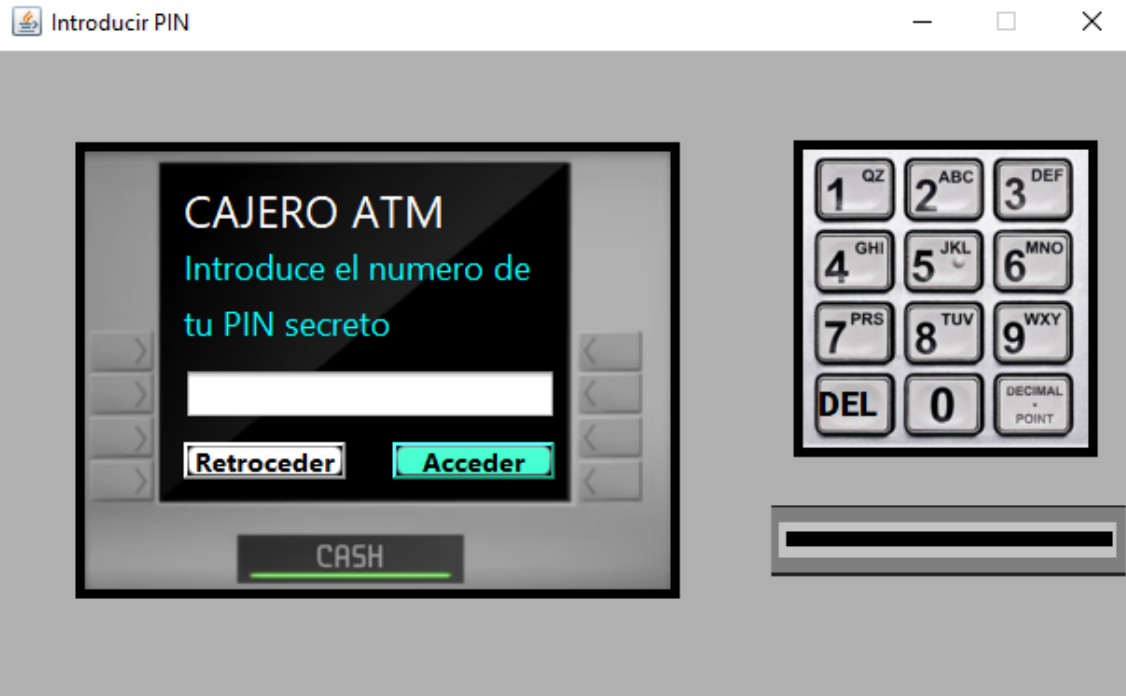 Introducir PIN
CAJERO ATM
Introduce el numero de
tu PIN secreto
Retroceder
Acceder
CASH
1 QZ
2 ABC
3 DEF
4 GHI
5 JKL
6 MNO
7 PRS
8 TUV
9 WXY
DEL
0
DECIMAL
.
POINT